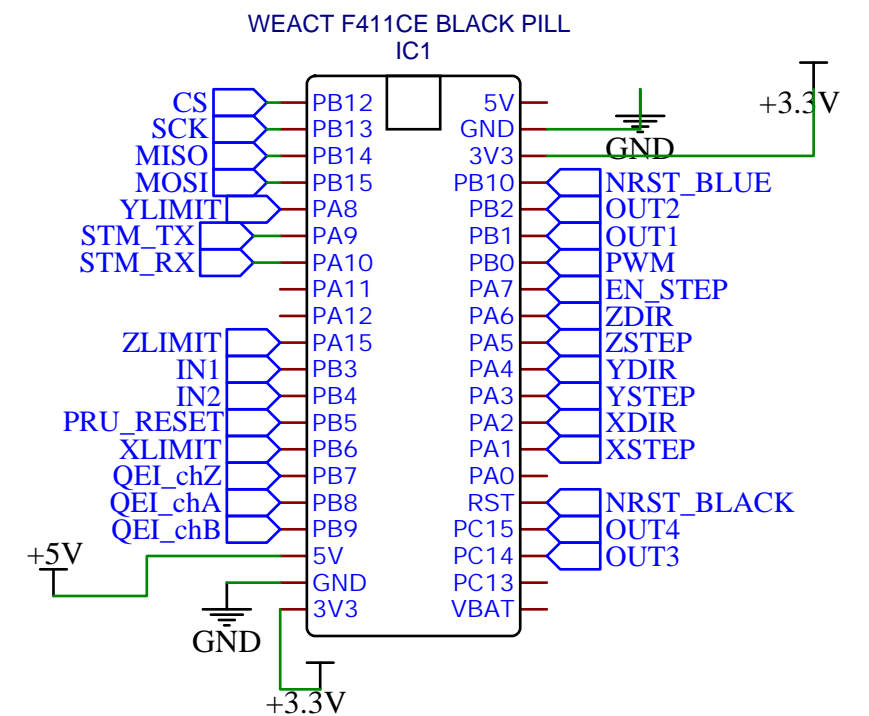 WEACT F411CE BLACK PILL
IC1
CS PB12 5V
+3.3V
SCK PB13 GND
GND
MISO PB14 3V3
MOSI PB15 PB10 NRST_BLUE
YLIMIT PA8 PB2 OUT2
STM_TX PA9 PB1 OUT1
STM_RX PA10 PB0 PWM
PA11 PA7 EN_STEP
PA12 PA6 ZDIR
ZLIMIT PA15 PA5 ZSTEP
IN1 PB3 PA4 YDIR
IN2 PB4 PA3 YSTEP
PRU_RESET PB5 PA2 XDIR
XLIMIT PB6 PA1 XSTEP
QEI_chZ PB7 PA0
QEI_chA PB8 RST NRST_BLACK
QEI_chB PB9 PC15 OUT4
+5V 5V PC14 OUT3
GND PC13
3V3 VBAT
GND
+3.3V